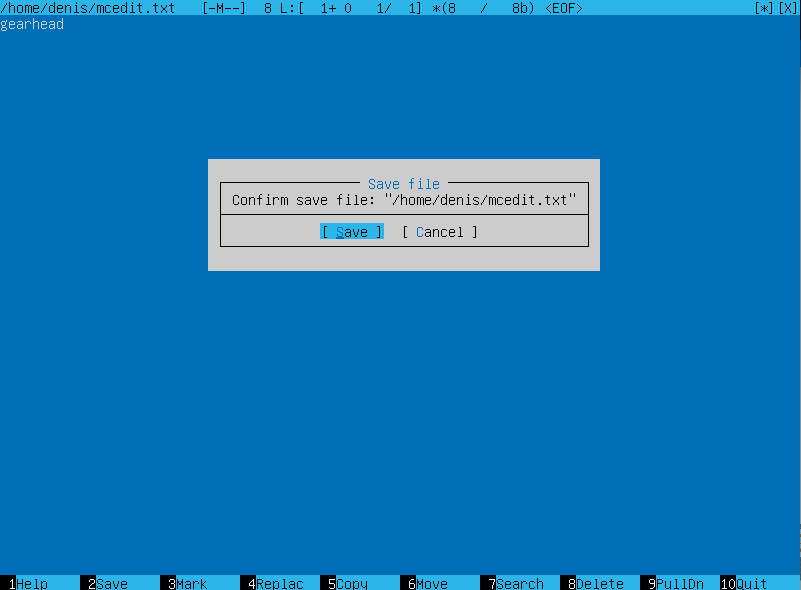 /home/denis/mcedit.txt [-M--] 8 L:[ 1+ 0 1/ 1] *(8 / 8b) <EOF> [*][X]
gearhead
Save file
Confirm save file: "/home/denis/mcedit.txt"
[ Save ] [ Cancel ]
1Help 2Save 3Mark 4Replac 5Copy 6Move 7Search 8Delete 9PullDn 10Quit